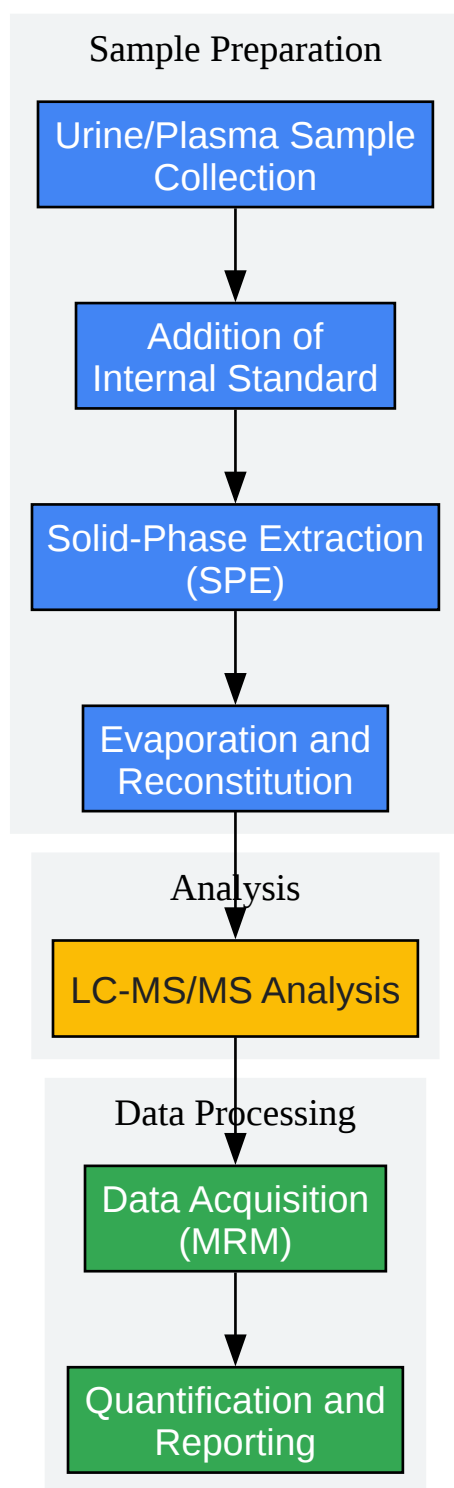 Sample Preparation
Urine/Plasma Sample
Collection
Addition of
Internal Standard
Solid-Phase Extraction
(SPE)
Evaporation and
Reconstitution
Analysis
LC-MS/MS Analysis
Data Processing
Data Acquisition
(MRM)
Quantification and
Reporting